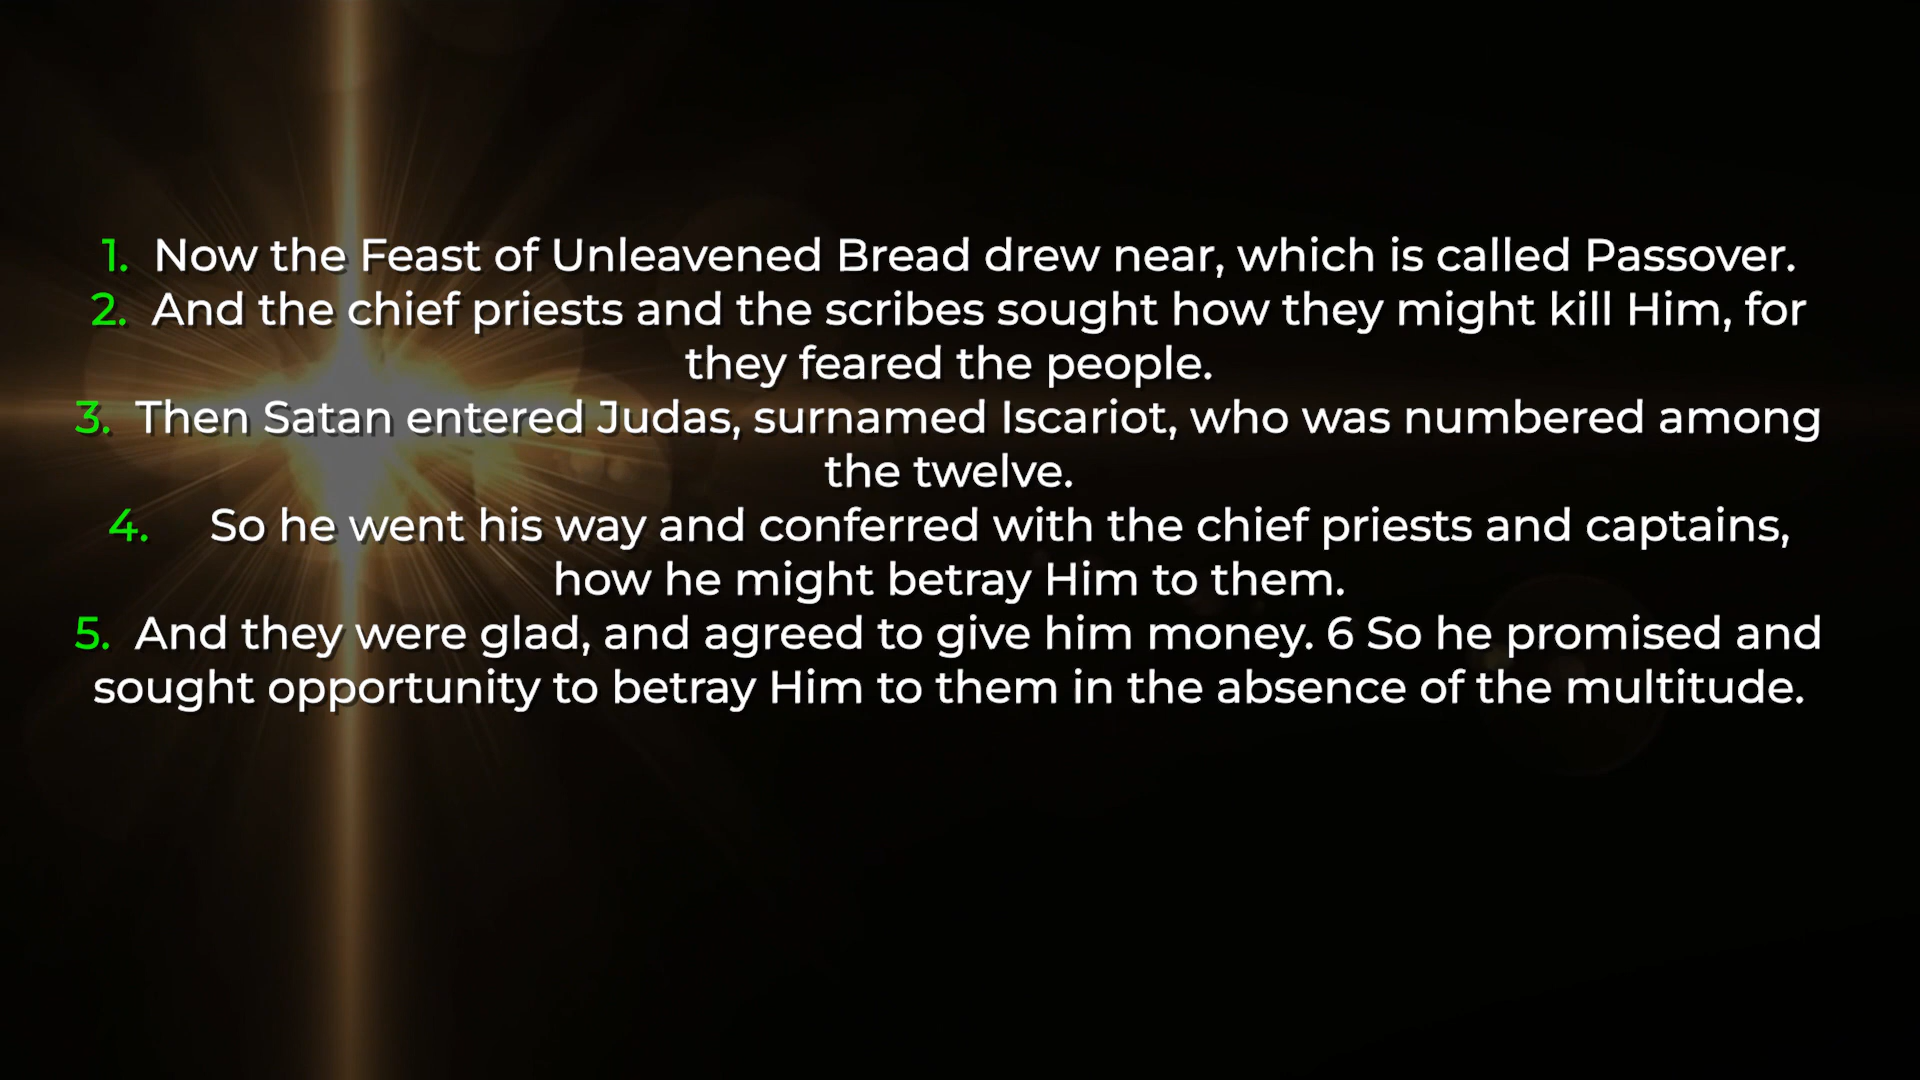 1. Now the Feast of Unleavened Bread drew near, which is called Passover.
2. And the chief priests and the scribes sought how they might kill Him, for
they feared the people.
3. Then Satan entered Judas, surnamed Iscariot, who was numbered among
the twelve.
4. So he went his way and conferred with the chief priests and captains,
how he might betray Him to them.
5. And they were glad, and agreed to give him money. 6 So he promised and
sought opportunity to betray Him to them in the absence of the multitude.